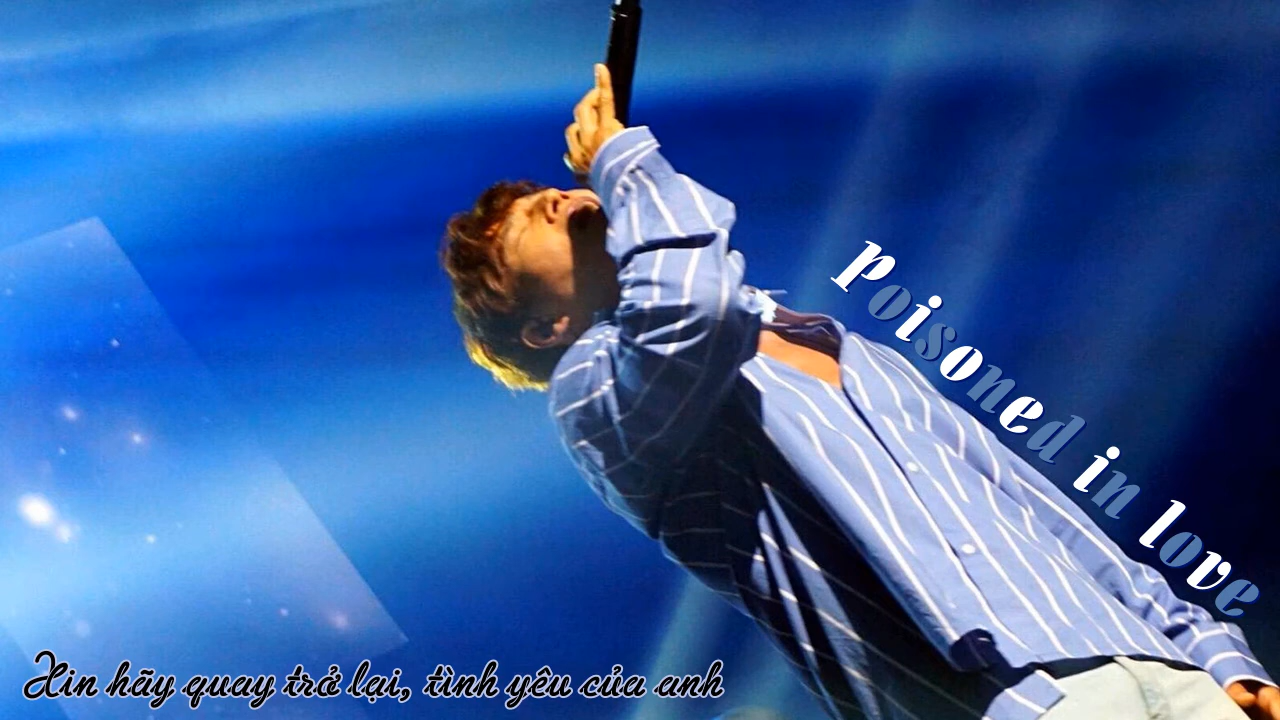 poisoned in love
Xin hãy quay trở lại, tình yêu của anh